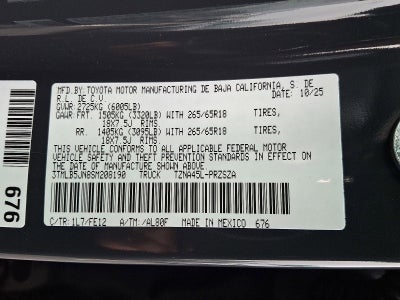 MFD.BY:TOYOTA MOTOR MANUFACTURING DE BAJA CALIFORNIA, S. DE
R.L. DE C.V. DATE: 10/25
GVWR: 2725KG (6005LB)
GAWR:FRT. 1505KG (3320LB) WITH 265/65R18 TIRES,
18X7.5J RIMS.
RR. 1405KG (3095LB) WITH 265/65R18 TIRES,
18X7.5J RIMS.
THIS VEHICLE CONFORMS TO ALL APPLICABLE FEDERAL MOTOR
VEHICLE SAFETY, BUMPER, AND THEFT PREVENTION STANDARDS
IN EFFECT ON THE DATE OF MANUFACTURE SHOWN ABOVE.
3TMLB5JN8SM208190 TRUCK TZNA45L-PRZSZA
C/TR:1L7/FE12 A/TM:/AL80F MADE IN MEXICO 676
676